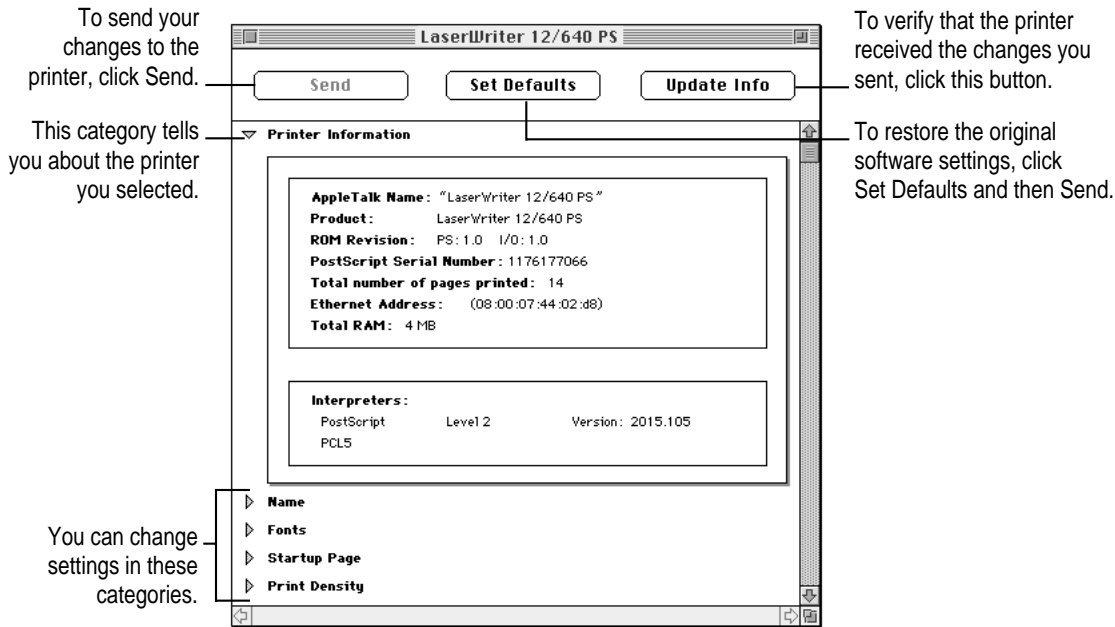 To send your
changes to the
printer, click Send.
This category tells
you about the printer
you selected.
You can change
settings in these
categories.
LaserWriter 12/640 PS
Send
Set Defaults
Update Info
Printer Information
AppleTalk Name: "LaserWriter 12/640 PS"
Product: LaserWriter 12/640 PS
ROM Revision: PS: 1.0 I/O: 1.0
PostScript Serial Number: 1176177066
Total number of pages printed: 14
Ethernet Address: (08:00:07:44:02:d8)
Total RAM: 4 MB
Interpreters:
PostScript Level 2 Version: 2015.105
PCL5
Name
Fonts
Startup Page
Print Density
To verify that the printer
received the changes you
sent, click this button.
To restore the original
software settings, click
Set Defaults and then Send.